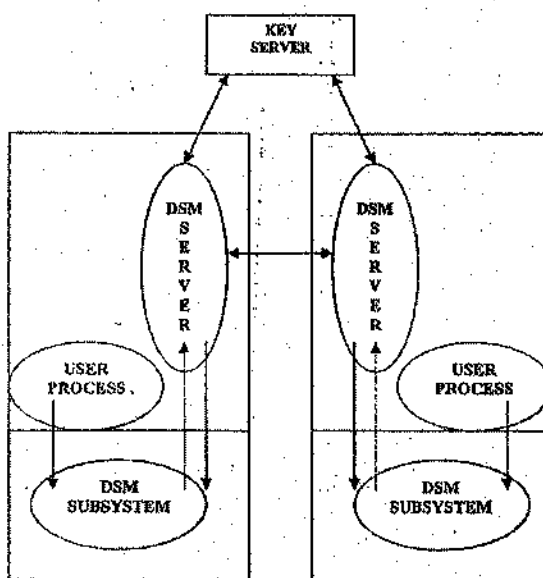 KEY
SERVER
DSM
S
E
R
V
E
R
DSM
S
E
R
V
E
R
USER
PROCESS
USER
PROCESS
DSM
SUBSYSTEM
DSM
SUBSYSTEM